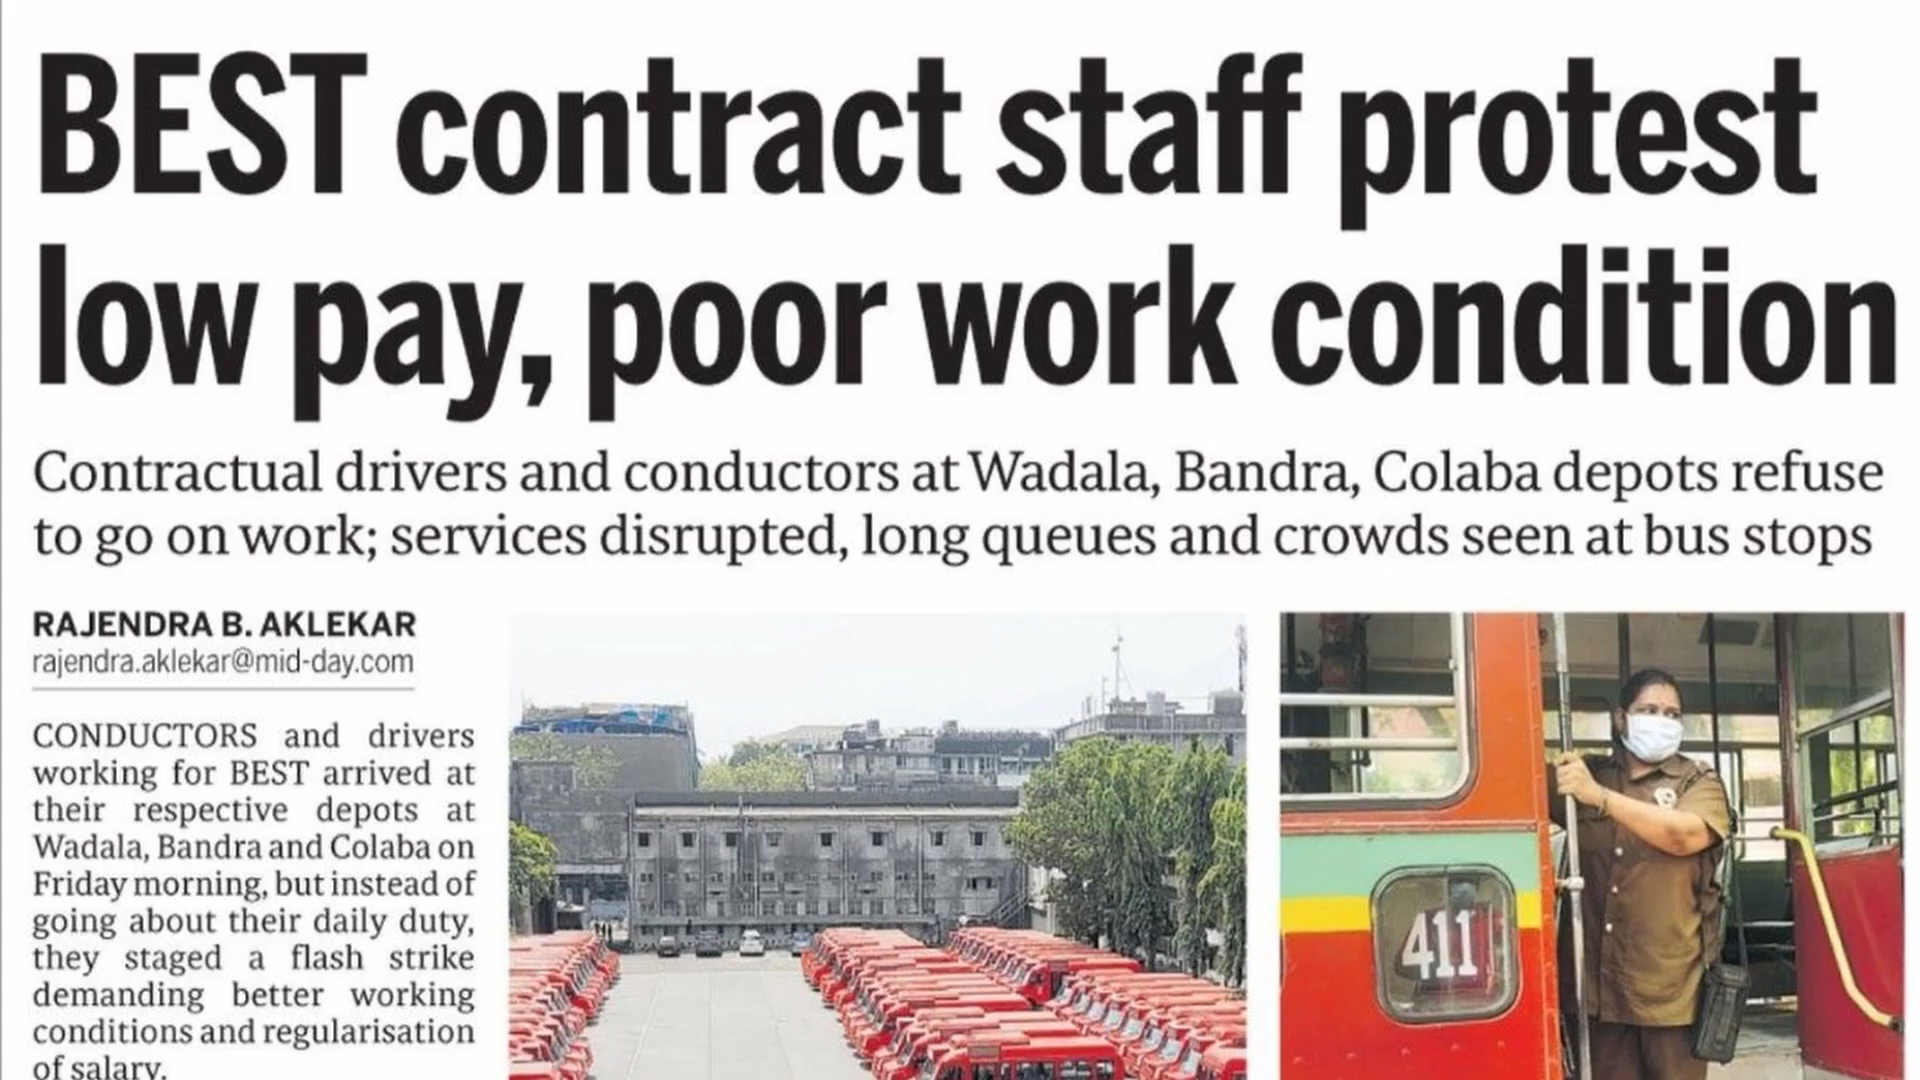 BEST contract staff protest
low pay, poor work condition
Contractual drivers and conductors at Wadala, Bandra, Colaba depots refuse
to go on work; services disrupted, long queues and crowds seen at bus stops
RAJENDRA B. AKLEKAR
rajendra.aklekar@mid-day.com
CONDUCTORS and drivers
working for BEST arrived at
their respective depots at
Wadala, Bandra and Colaba on
Friday morning, but instead of
going about their daily duty,
they staged a flash strike
demanding better working
conditions and regularisation
of salary.
411